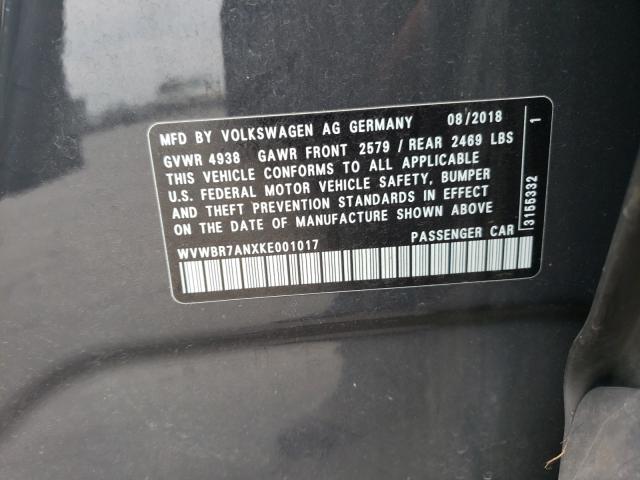 MFD BY VOLKSWAGEN AG GERMANY 08/2018
GVWR 4938 GAWR FRONT 2579 / REAR 2469 LBS
THIS VEHICLE CONFORMS TO ALL APPLICABLE
U.S. FEDERAL MOTOR VEHICLE SAFETY, BUMPER
AND THEFT PREVENTION STANDARDS IN EFFECT
ON THE DATE OF MANUFACTURE SHOWN ABOVE
WVWBR7ANXKE001017 PASSENGER CAR
3155332 1